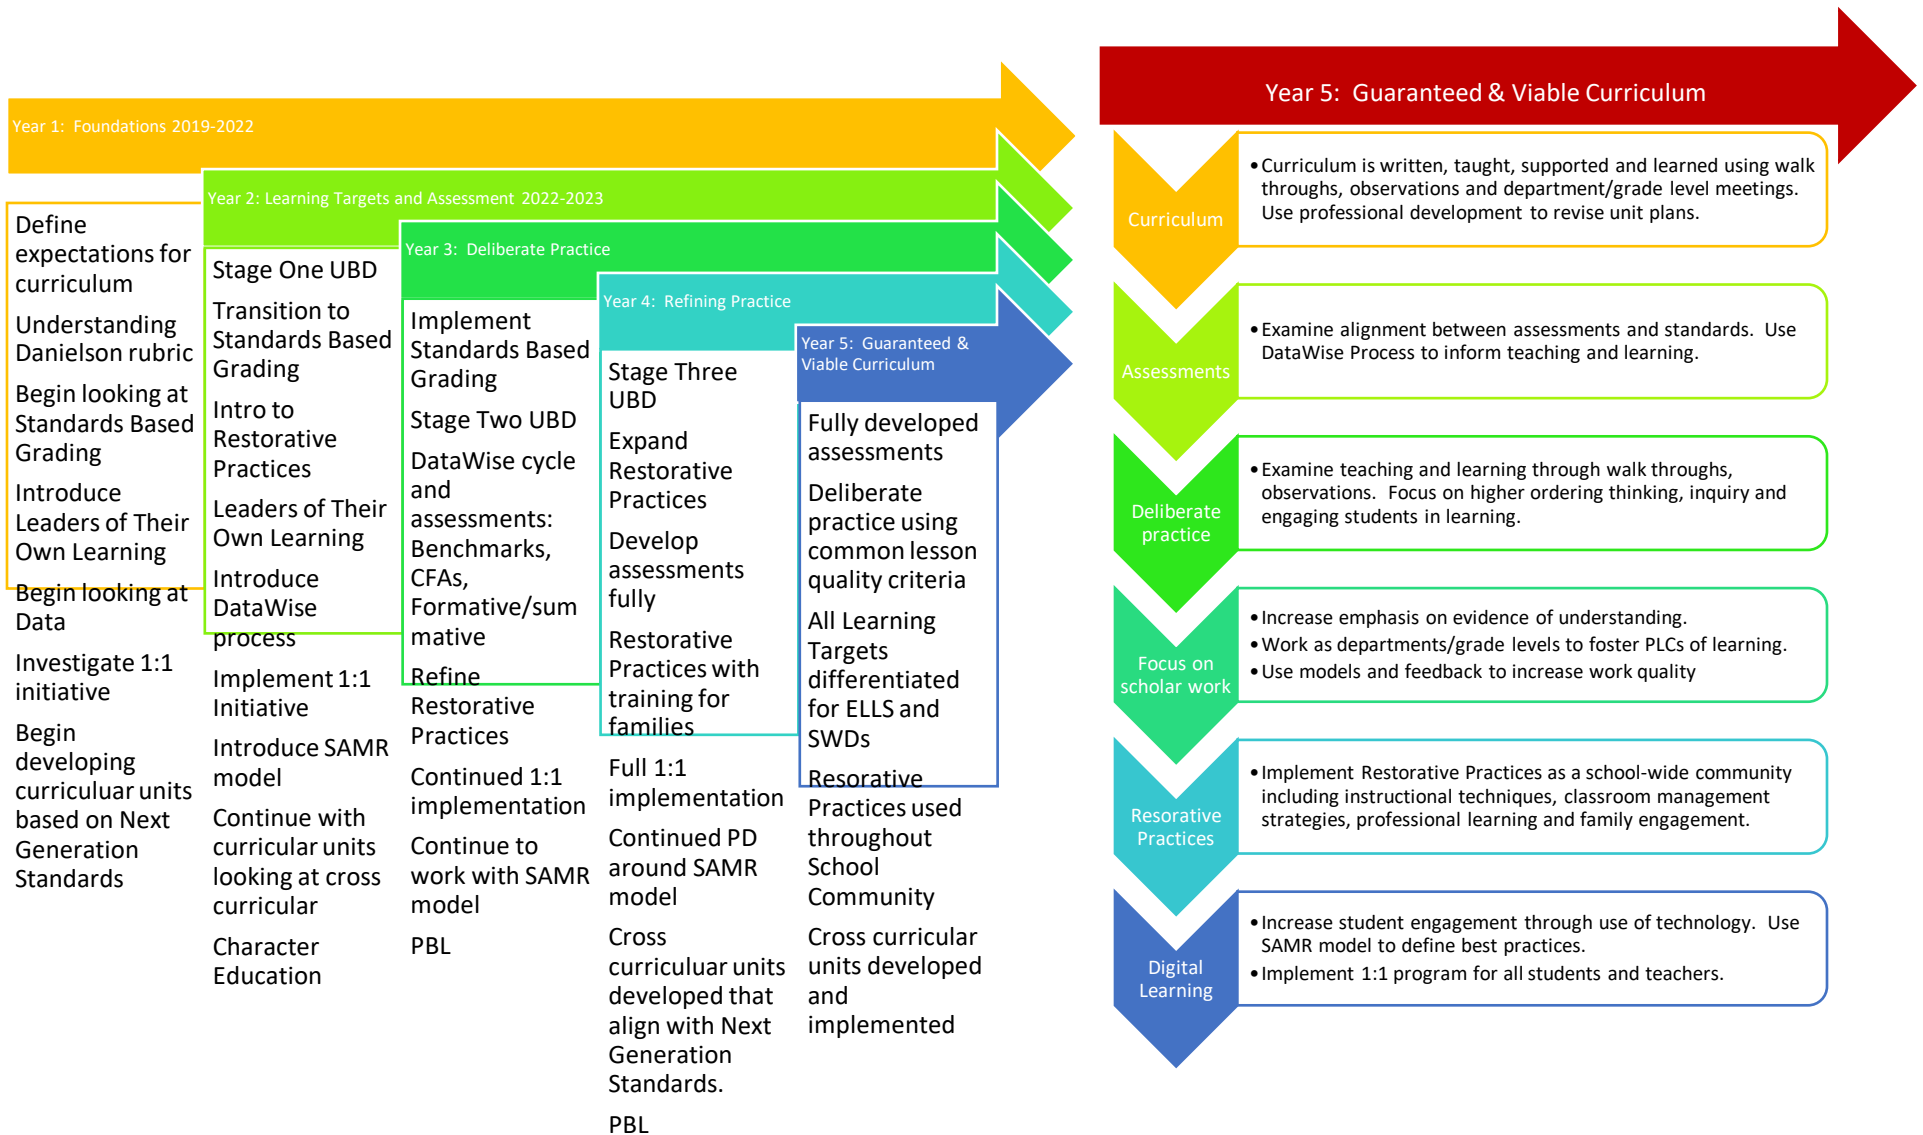 Year 1:  Foundations 2019-2022
Define
expectations for
curriculum
Understanding
Danielson rubric
Begin looking at
Standards Based
Grading
Introduce
Leaders of Their
Own Learning
Begin looking at
Data
Investigate 1:1
initiative
Begin
developing
curriculuar units
based on Next
Generation
Standards
Year 2: Learning Targets and Assessment 2022-2023
Stage One UBD
Transition to
Standards Based
Grading
Intro to
Restorative
Practices
Leaders of Their
Own Learning
Introduce
DataWise
process
Implement 1:1
Initiative
Introduce SAMR
model
Continue with
curricular units
looking at cross
curricular
Character
Education
Year 3:  Deliberate Practice
Implement
Standards Based
Grading
Stage Two UBD
DataWise cycle
and
assessments:
Benchmarks,
CFAs,
Formative/sum
mative
Refine
Restorative
Practices
Continued 1:1
implementation
Continue to
work with SAMR
model
PBL
Year 4:  Refining Practice
Stage Three
UBD
Expand
Restorative
Practices
Develop
assessments
fully
Restorative
Practices with
training for
families
Full 1:1
implementation
Continued PD
around SAMR
model
Cross
curriculuar units
developed that
align with Next
Generation
Standards.
PBL
Year 5:  Guaranteed &
Viable Curriculum
Fully developed
assessments
Deliberate
practice using
common lesson
quality criteria
All Learning
Targets
differentiated
for ELLS and
SWDs
Resorative
Practices used
throughout
School
Community
Cross curricular
units developed
and
implemented
Year 5:  Guaranteed & Viable Curriculum
Curriculum
•Curriculum is written, taught, supported and learned using walk
throughs, observations and department/grade level meetings.
Use professional development to revise unit plans.
Assessments
•Examine alignment between assessments and standards.  Use
DataWise Process to inform teaching and learning.
Deliberate
practice
•Examine teaching and learning through walk throughs,
observations.  Focus on higher ordering thinking, inquiry and
engaging students in learning.
Focus on
scholar work
•Increase emphasis on evidence of understanding.
•Work as departments/grade levels to foster PLCs of learning.
•Use models and feedback to increase work quality
Resorative
Practices
•Implement Restorative Practices as a school-wide community
including instructional techniques, classroom management
strategies, professional learning and family engagement.
Digital
Learning
•Increase student engagement through use of technology.  Use
SAMR model to define best practices.
•Implement 1:1 program for all students and teachers.